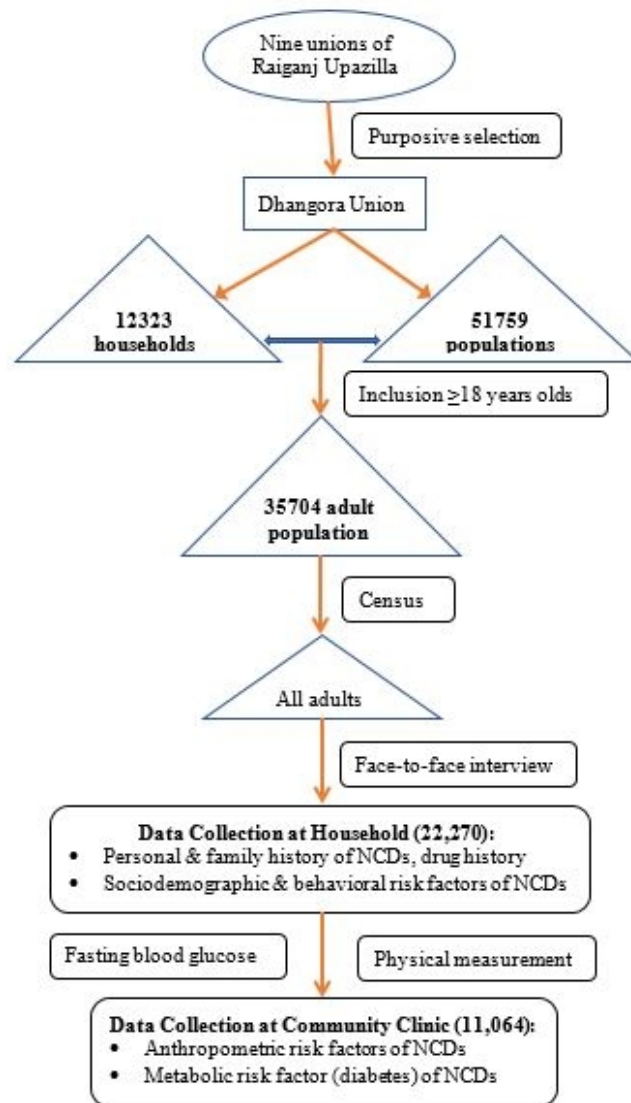 Nine unions of
Raiganj Upazilla
Purposive selection
Dhangora Union
12323
households
51759
populations
Inclusion ≥18 years olds
35704 adult
population
Census
All adults
Face-to-face interview
Data Collection at Household (22,270):
• Personal & family history of NCDs, drug history
• Sociodemographic & behavioral risk factors of NCDs
Fasting blood glucose
Physical measurement
Data Collection at Community Clinic (11,064):
• Anthropometric risk factors of NCDs
• Metabolic risk factor (diabetes) of NCDs